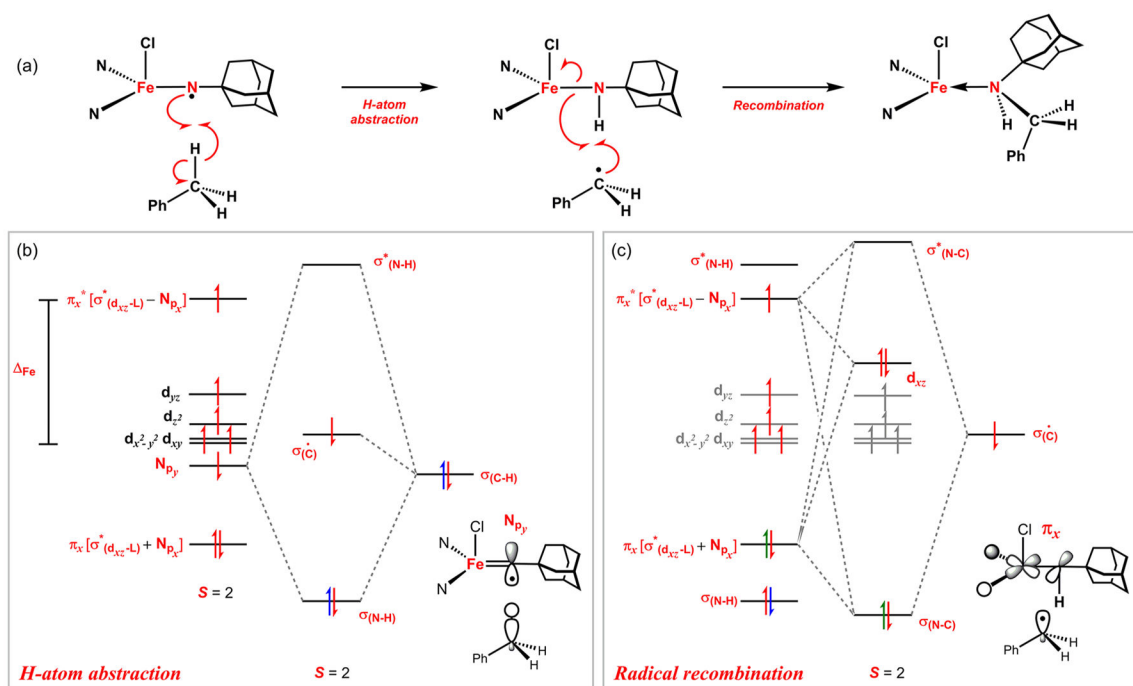 (a)
Cl
N
Fe
N
N
H
Ph
C
H
H
H-atom
abstraction
Cl
N
Fe
N
N
H
Ph
C
H
H
Recombination
Cl
N
Fe
N
N
H
C
H
H
Ph
(b)
σ*(N-H)
πx* [σ*(dxz-L) – Npx]
ΔFe
dyz
dz²
dx²-y² dxy
Npy
σ(Ċ)
σ(C-H)
πx [σ*(dxz-L) + Npx]
S = 2
σ(N-H)
Npy
Cl
N
Fe
N
Ph
H
H
H-atom abstraction
S = 2
(c)
σ*(N-H)
σ*(N-C)
πx* [σ*(dxz-L) – Npx]
dxz
dyz
dz²
dx²-y² dxy
σ(Ċ)
πx [σ*(dxz-L) + Npx]
σ(N-H)
σ(N-C)
πx
Cl
H
Ph
H
H
Radical recombination
S = 2